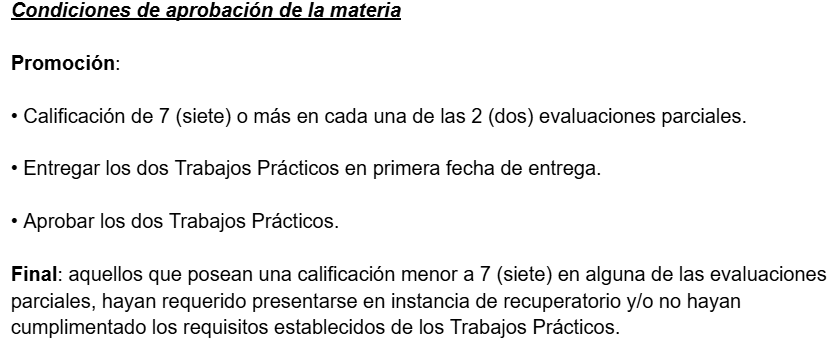 Condiciones de aprobación de la materia
Promoción:
• Calificación de 7 (siete) o más en cada una de las 2 (dos) evaluaciones parciales.
• Entregar los dos Trabajos Prácticos en primera fecha de entrega.
• Aprobar los dos Trabajos Prácticos.
Final: aquellos que posean una calificación menor a 7 (siete) en alguna de las evaluaciones
parciales, hayan requerido presentarse en instancia de recuperatorio y/o no hayan
cumplimentado los requisitos establecidos de los Trabajos Prácticos.